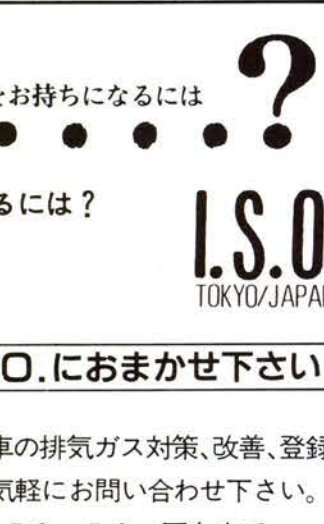 をお持ちになるには
・・・・?
るには?
I.S.O
TOKYO/JAPAN
O.におまかせ下さい
車の排気ガス対策、改善、登録
気軽にお問い合わせ下さい。